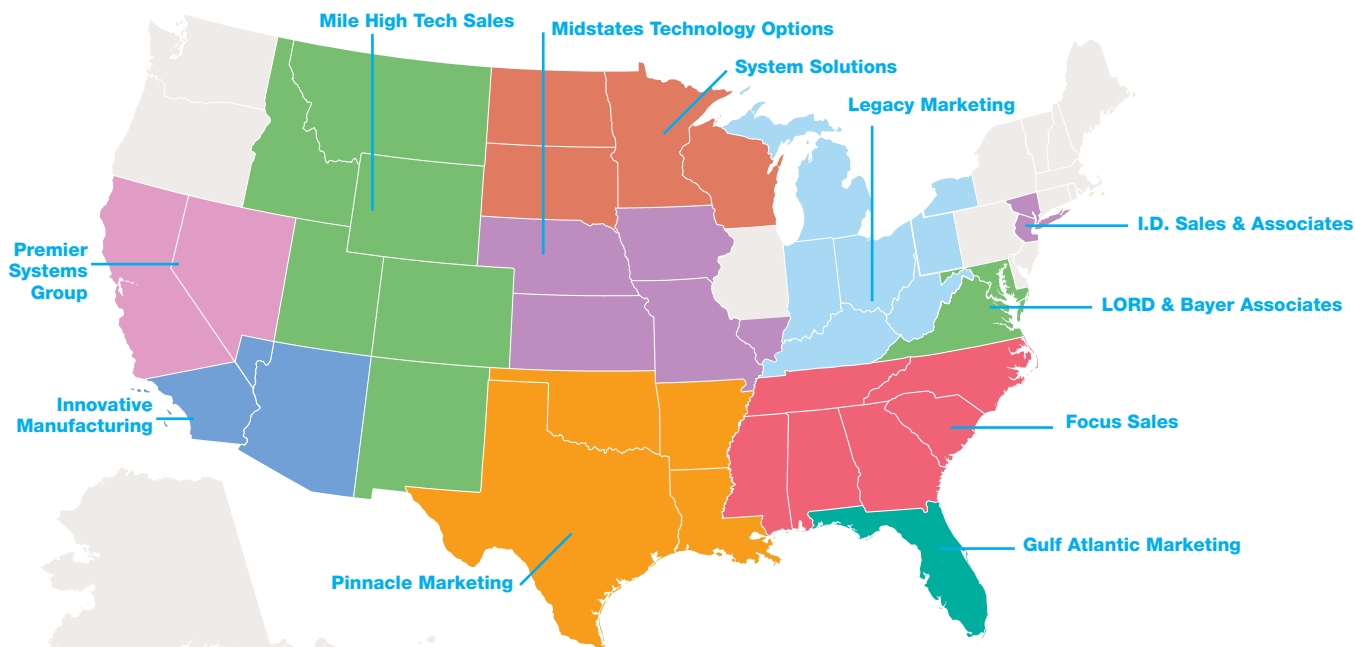 Mile High Tech Sales
Midstates Technology Options
System Solutions
Legacy Marketing
I.D. Sales & Associates
Premier
Systems
Group
LORD & Bayer Associates
Innovative
Manufacturing
Focus Sales
Gulf Atlantic Marketing
Pinnacle Marketing